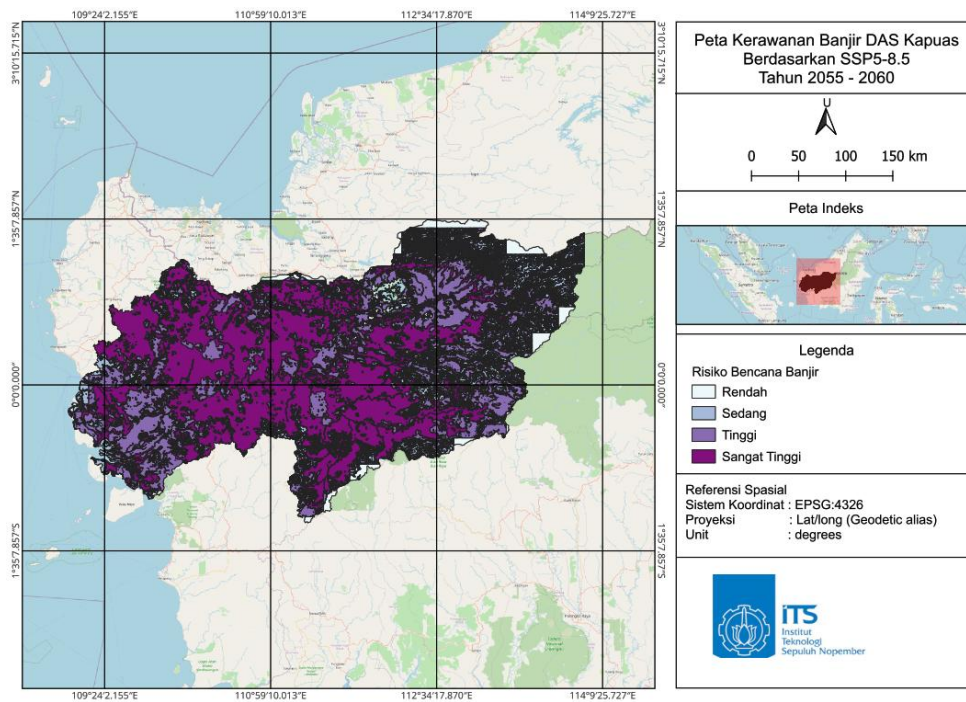 109°24'2.155"E 110°59'10.013"E 112°34'17.870"E 114°9'25.727"E
3°10'15.715"N
3°10'15.715"N
1°35'7.857"N
1°35'7.857"N
0°0'0.000"
0°0'0.000"
1°35'7.857"S
1°35'7.857"S
109°24'2.155"E 110°59'10.013"E 112°34'17.870"E 114°9'25.727"E
Peta Kerawanan Banjir DAS Kapuas
Berdasarkan SSP5-8.5
Tahun 2055 - 2060
U
0 50 100 150 km
Peta Indeks
Legenda
Risiko Bencana Banjir
Rendah
Sedang
Tinggi
Sangat Tinggi
Referensi Spasial
Sistem Koordinat : EPSG:4326
Proyeksi : Lat/long (Geodetic alias)
Unit : degrees
iTS
Institut
Teknologi
Sepuluh Nopember